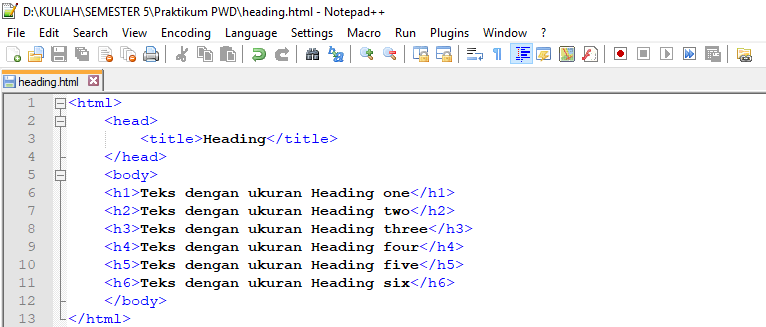 D:\KULIAH\SEMESTER 5\Praktikum PWD\heading.html - Notepad++
File Edit Search View Encoding Language Settings Macro Run Plugins Window ?
heading.html
1 <html>
2 <head>
3 <title>Heading</title>
4 </head>
5 <body>
6 <h1>Teks dengan ukuran Heading one</h1>
7 <h2>Teks dengan ukuran Heading two</h2>
8 <h3>Teks dengan ukuran Heading three</h3>
9 <h4>Teks dengan ukuran Heading four</h4>
10 <h5>Teks dengan ukuran Heading five</h5>
11 <h6>Teks dengan ukuran Heading six</h6>
12 </body>
13 </html>